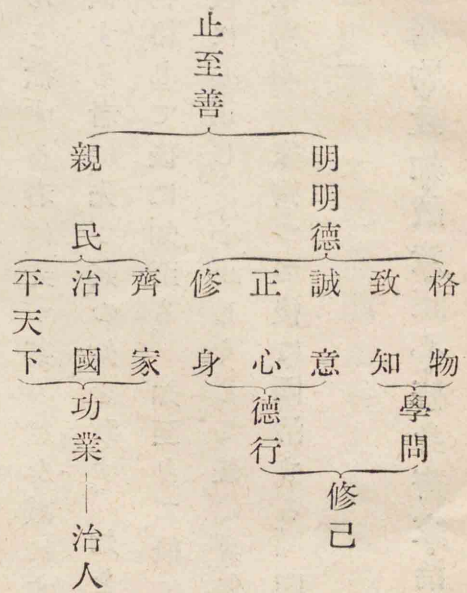 止至善
明明德
親民
格物
致知
誠意
正心
修身
齊家
治國
平天下
學問
德行
功業——治人
修己